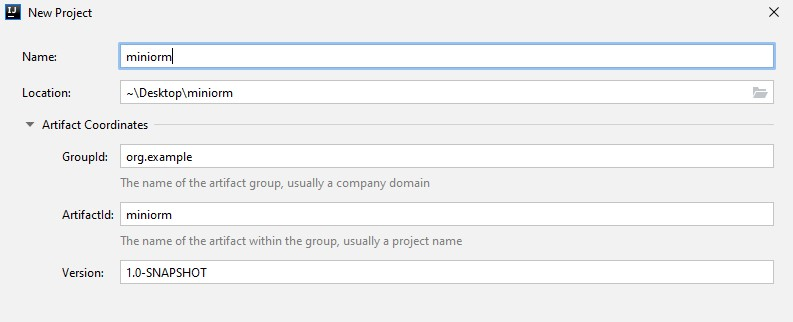 IJ New Project
Name: miniorm
Location: ~\Desktop\miniorm
Artifact Coordinates
GroupId: org.example
The name of the artifact group, usually a company domain
ArtifactId: miniorm
The name of the artifact within the group, usually a project name
Version: 1.0-SNAPSHOT